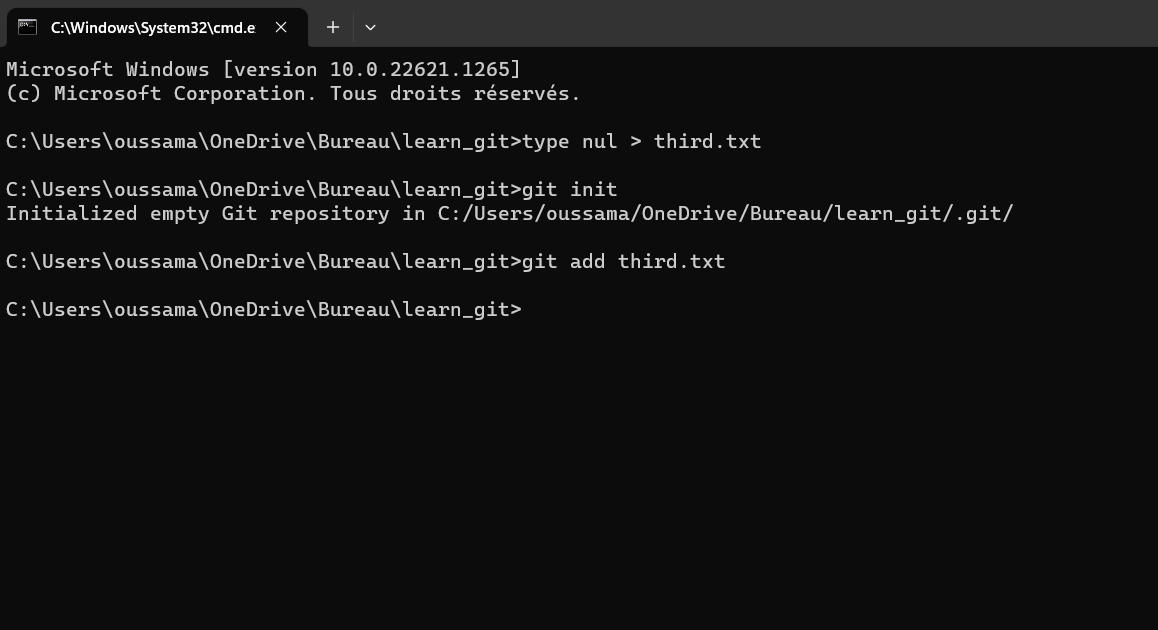 C:\Windows\System32\cmd.e
Microsoft Windows [version 10.0.22621.1265]
(c) Microsoft Corporation. Tous droits réservés.
C:\Users\oussama\OneDrive\Bureau\learn_git>type nul > third.txt
C:\Users\oussama\OneDrive\Bureau\learn_git>git init
Initialized empty Git repository in C:/Users/oussama/OneDrive/Bureau/learn_git/.git/
C:\Users\oussama\OneDrive\Bureau\learn_git>git add third.txt
C:\Users\oussama\OneDrive\Bureau\learn_git>